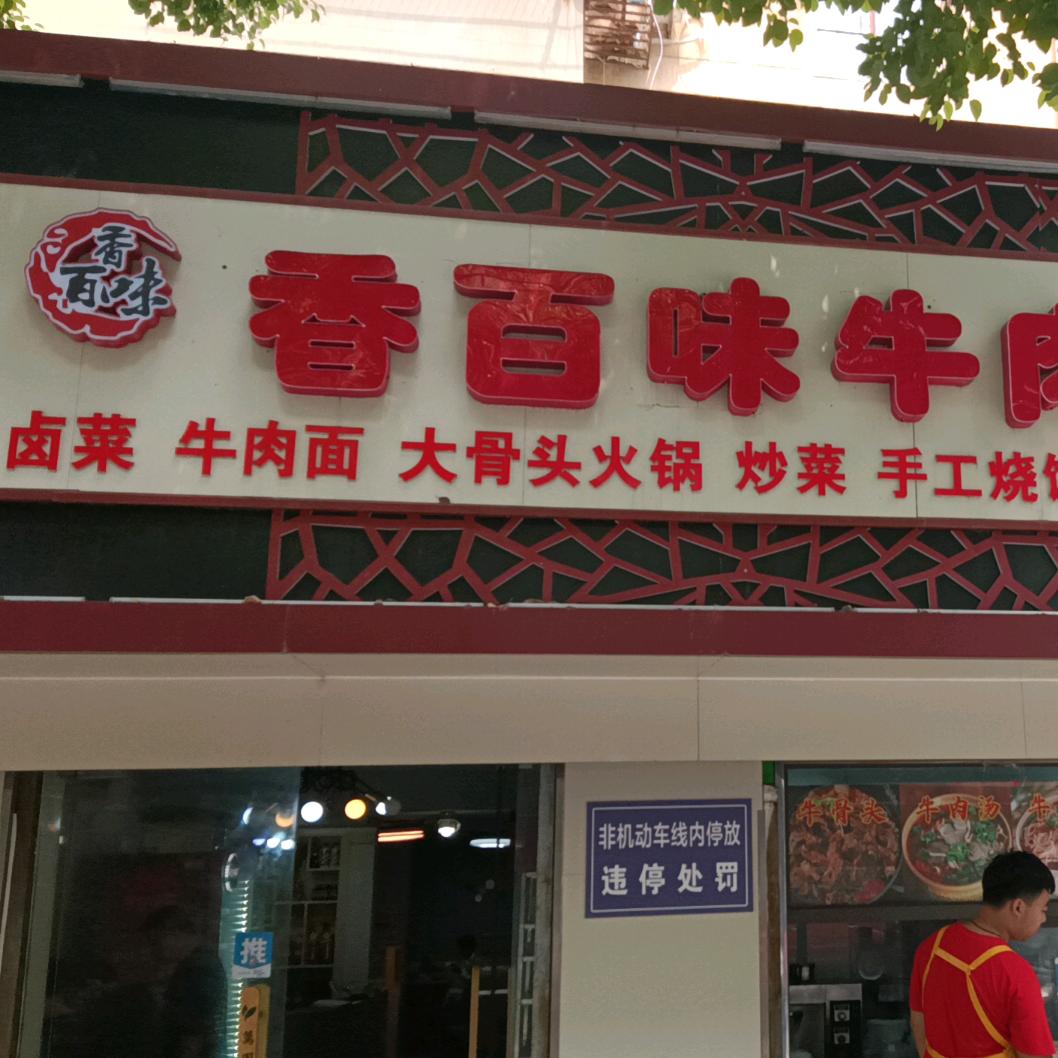 香
百味
香百味牛肉
卤菜 牛肉面 大骨头火锅 炒菜 手工烧
非机动车线内停放
违停处罚
牛骨头 牛肉汤 牛
推